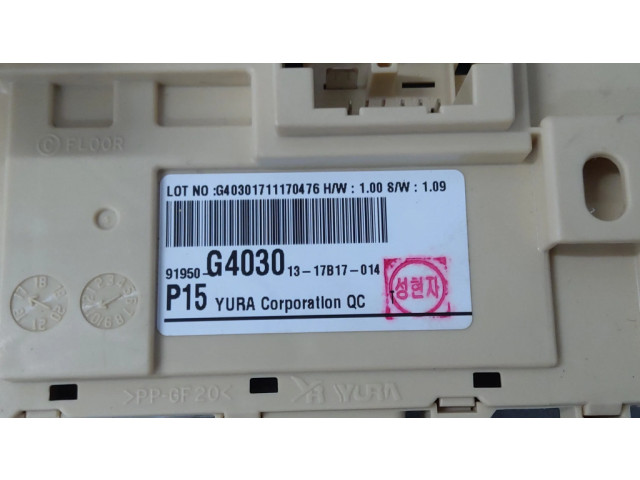 © FLOOR
LOT NO :G40301711170476 H/W : 1.00 S/W : 1.09
91950-G4030 13-17B17-014
P15 YURA Corporation QC
성현자
>PP-GF20<
YURA